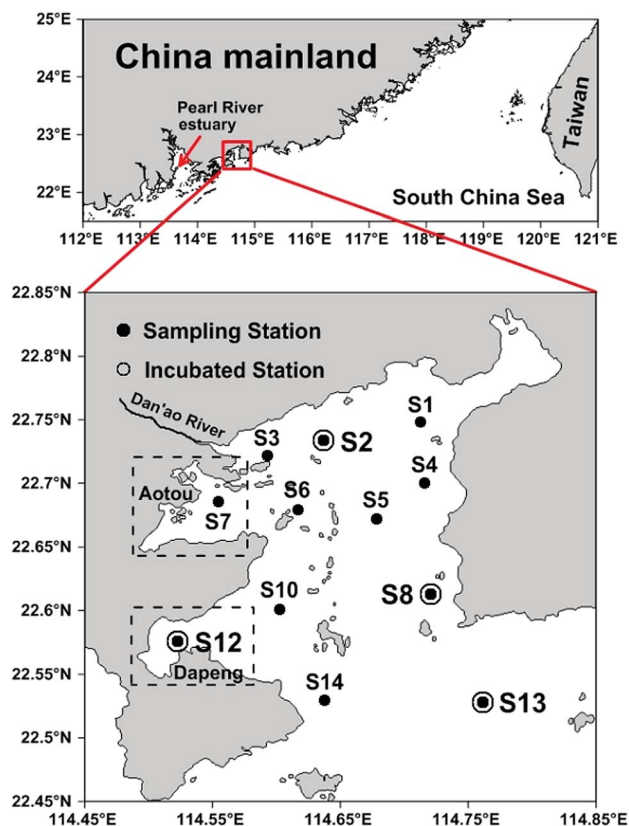 25°N
China mainland
24°N
Pearl River
estuary
Taiwan
23°N
22°N
South China Sea
112°E 113°E 114°E 115°E 116°E 117°E 118°E 119°E 120°E 121°E
22.85°N
Sampling Station
22.8°N
Incubated Station
Dan'ao River
S1
22.75°N
S3
S2
S4
22.7°N
Aotou
S6
S5
S7
22.65°N
S8
22.6°N
S10
S12
22.55°N
Dapeng
S14
S13
22.5°N
22.45°N
114.45°E 114.55°E 114.65°E 114.75°E 114.85°E